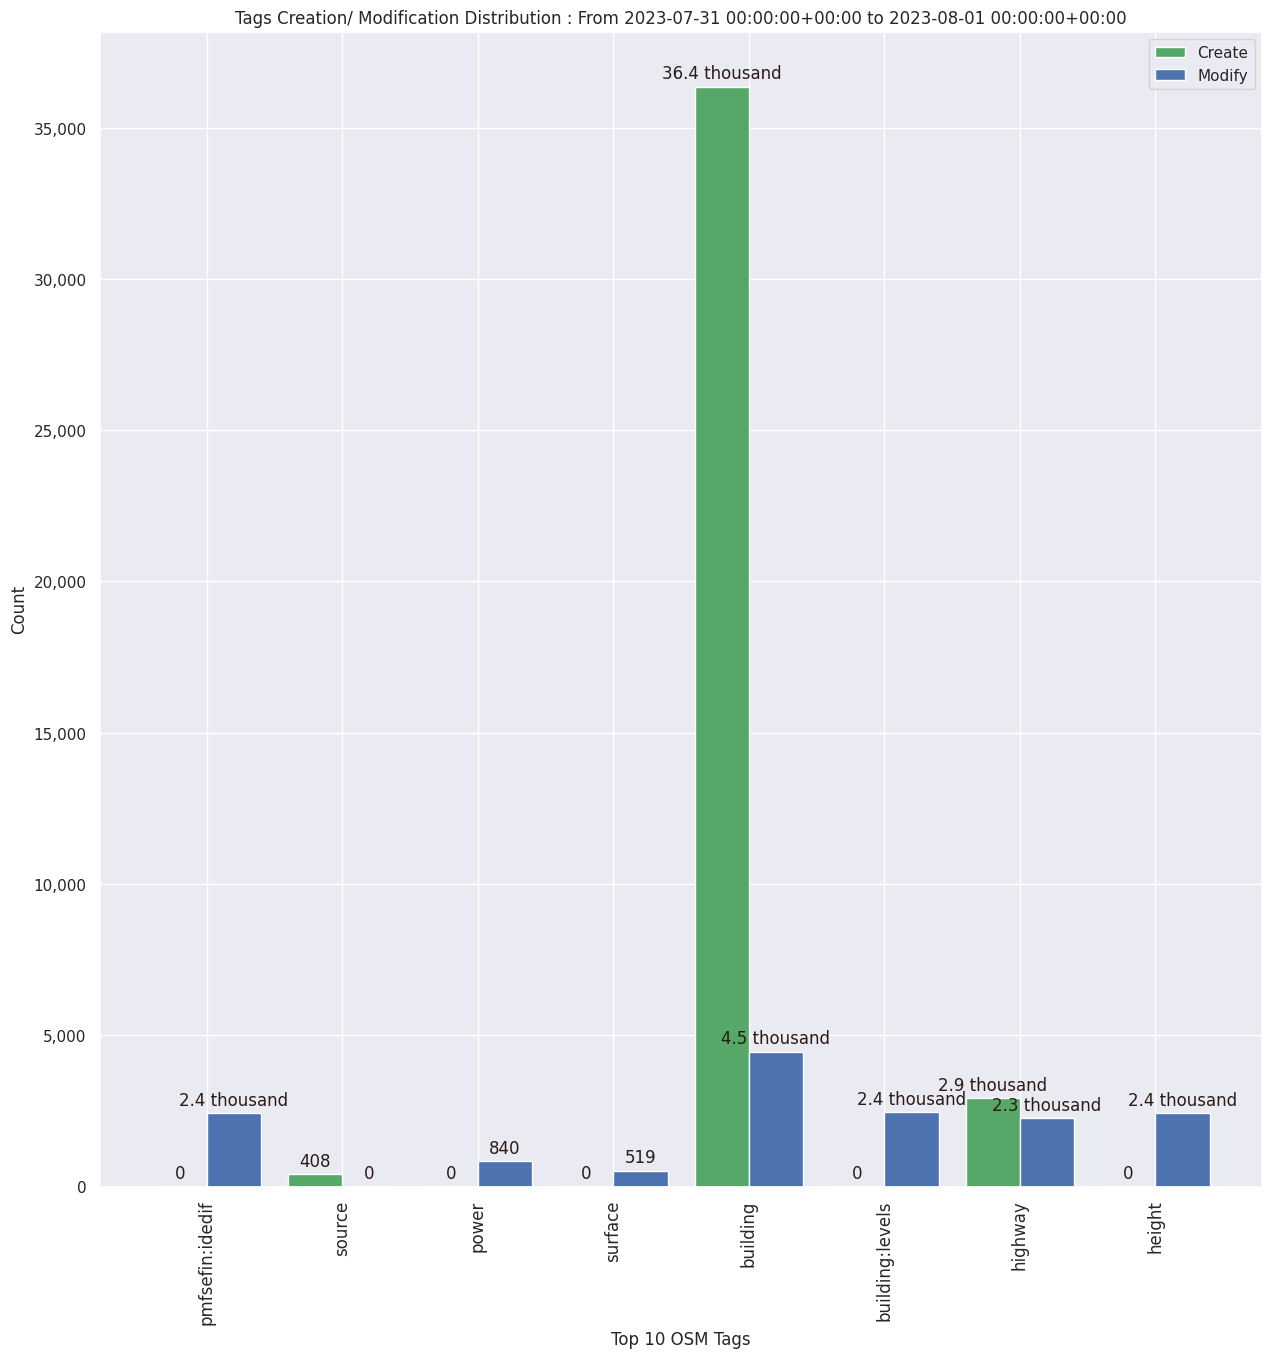 Tags Creation/ Modification Distribution : From 2023-07-31 00:00:00+00:00 to 2023-08-01 00:00:00+00:00
Create
Modify
36.4 thousand
35,000
30,000
25,000
20,000
15,000
10,000
5,000
0
Count
4.5 thousand
2.9 thousand
2.4 thousand
2.4 thousand
2.3 thousand
2.4 thousand
840
519
408
0
0
0
0
0
0
pmfsefin:idedif
source
power
surface
building
building:levels
highway
height
Top 10 OSM Tags